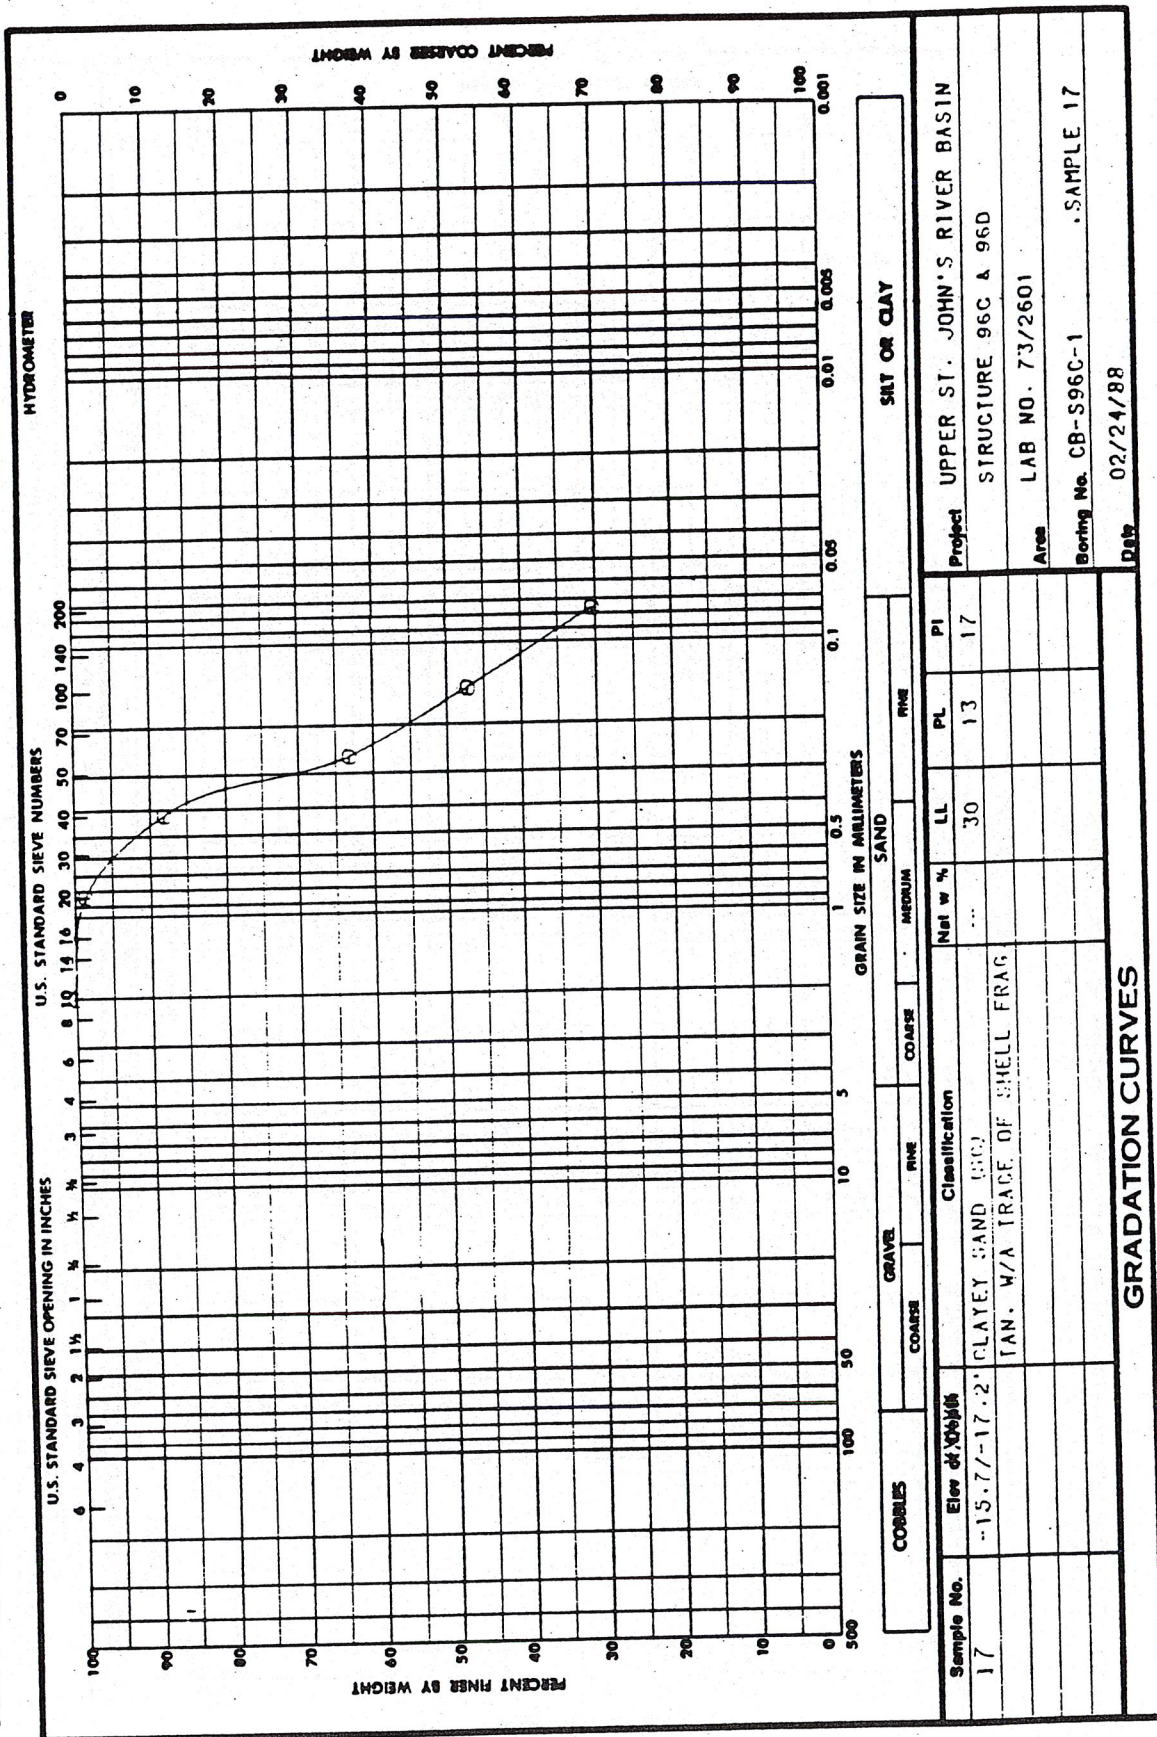 U.S. STANDARD SIEVE OPENING IN INCHES
U.S. STANDARD SIEVE NUMBERS
HYDROMETER
6 4 3 2 1½ 1 ¾ ½ ⅜ 3 4 6 8 10 14 16 20 30 40 50 70 100 140 200
PERCENT FINER BY WEIGHT
100
90
80
70
60
50
40
30
20
10
0
PERCENT COARSER BY WEIGHT
0
10
20
30
40
50
60
70
80
90
100
500 100 50 10 5 1 0.5 0.1 0.05 0.01 0.005 0.001
GRAIN SIZE IN MILLIMETERS
COBBLES
GRAVEL
COARSE FINE
SAND
COARSE MEDIUM FINE
SILT OR CLAY
Sample No. Elev Classification Nat w % LL PL PI
17 -15.7/-17.2' CLAYEY SAND (SC) --- 30 13 17
TAN, W/A TRACE OF SHELL FRAG.
Project UPPER ST. JOHN'S RIVER BASIN
STRUCTURE 96C & 96D
LAB NO. 73/2601
Area
Boring No. CB-S96C-1 .SAMPLE 17
Date 02/24/88
GRADATION CURVES